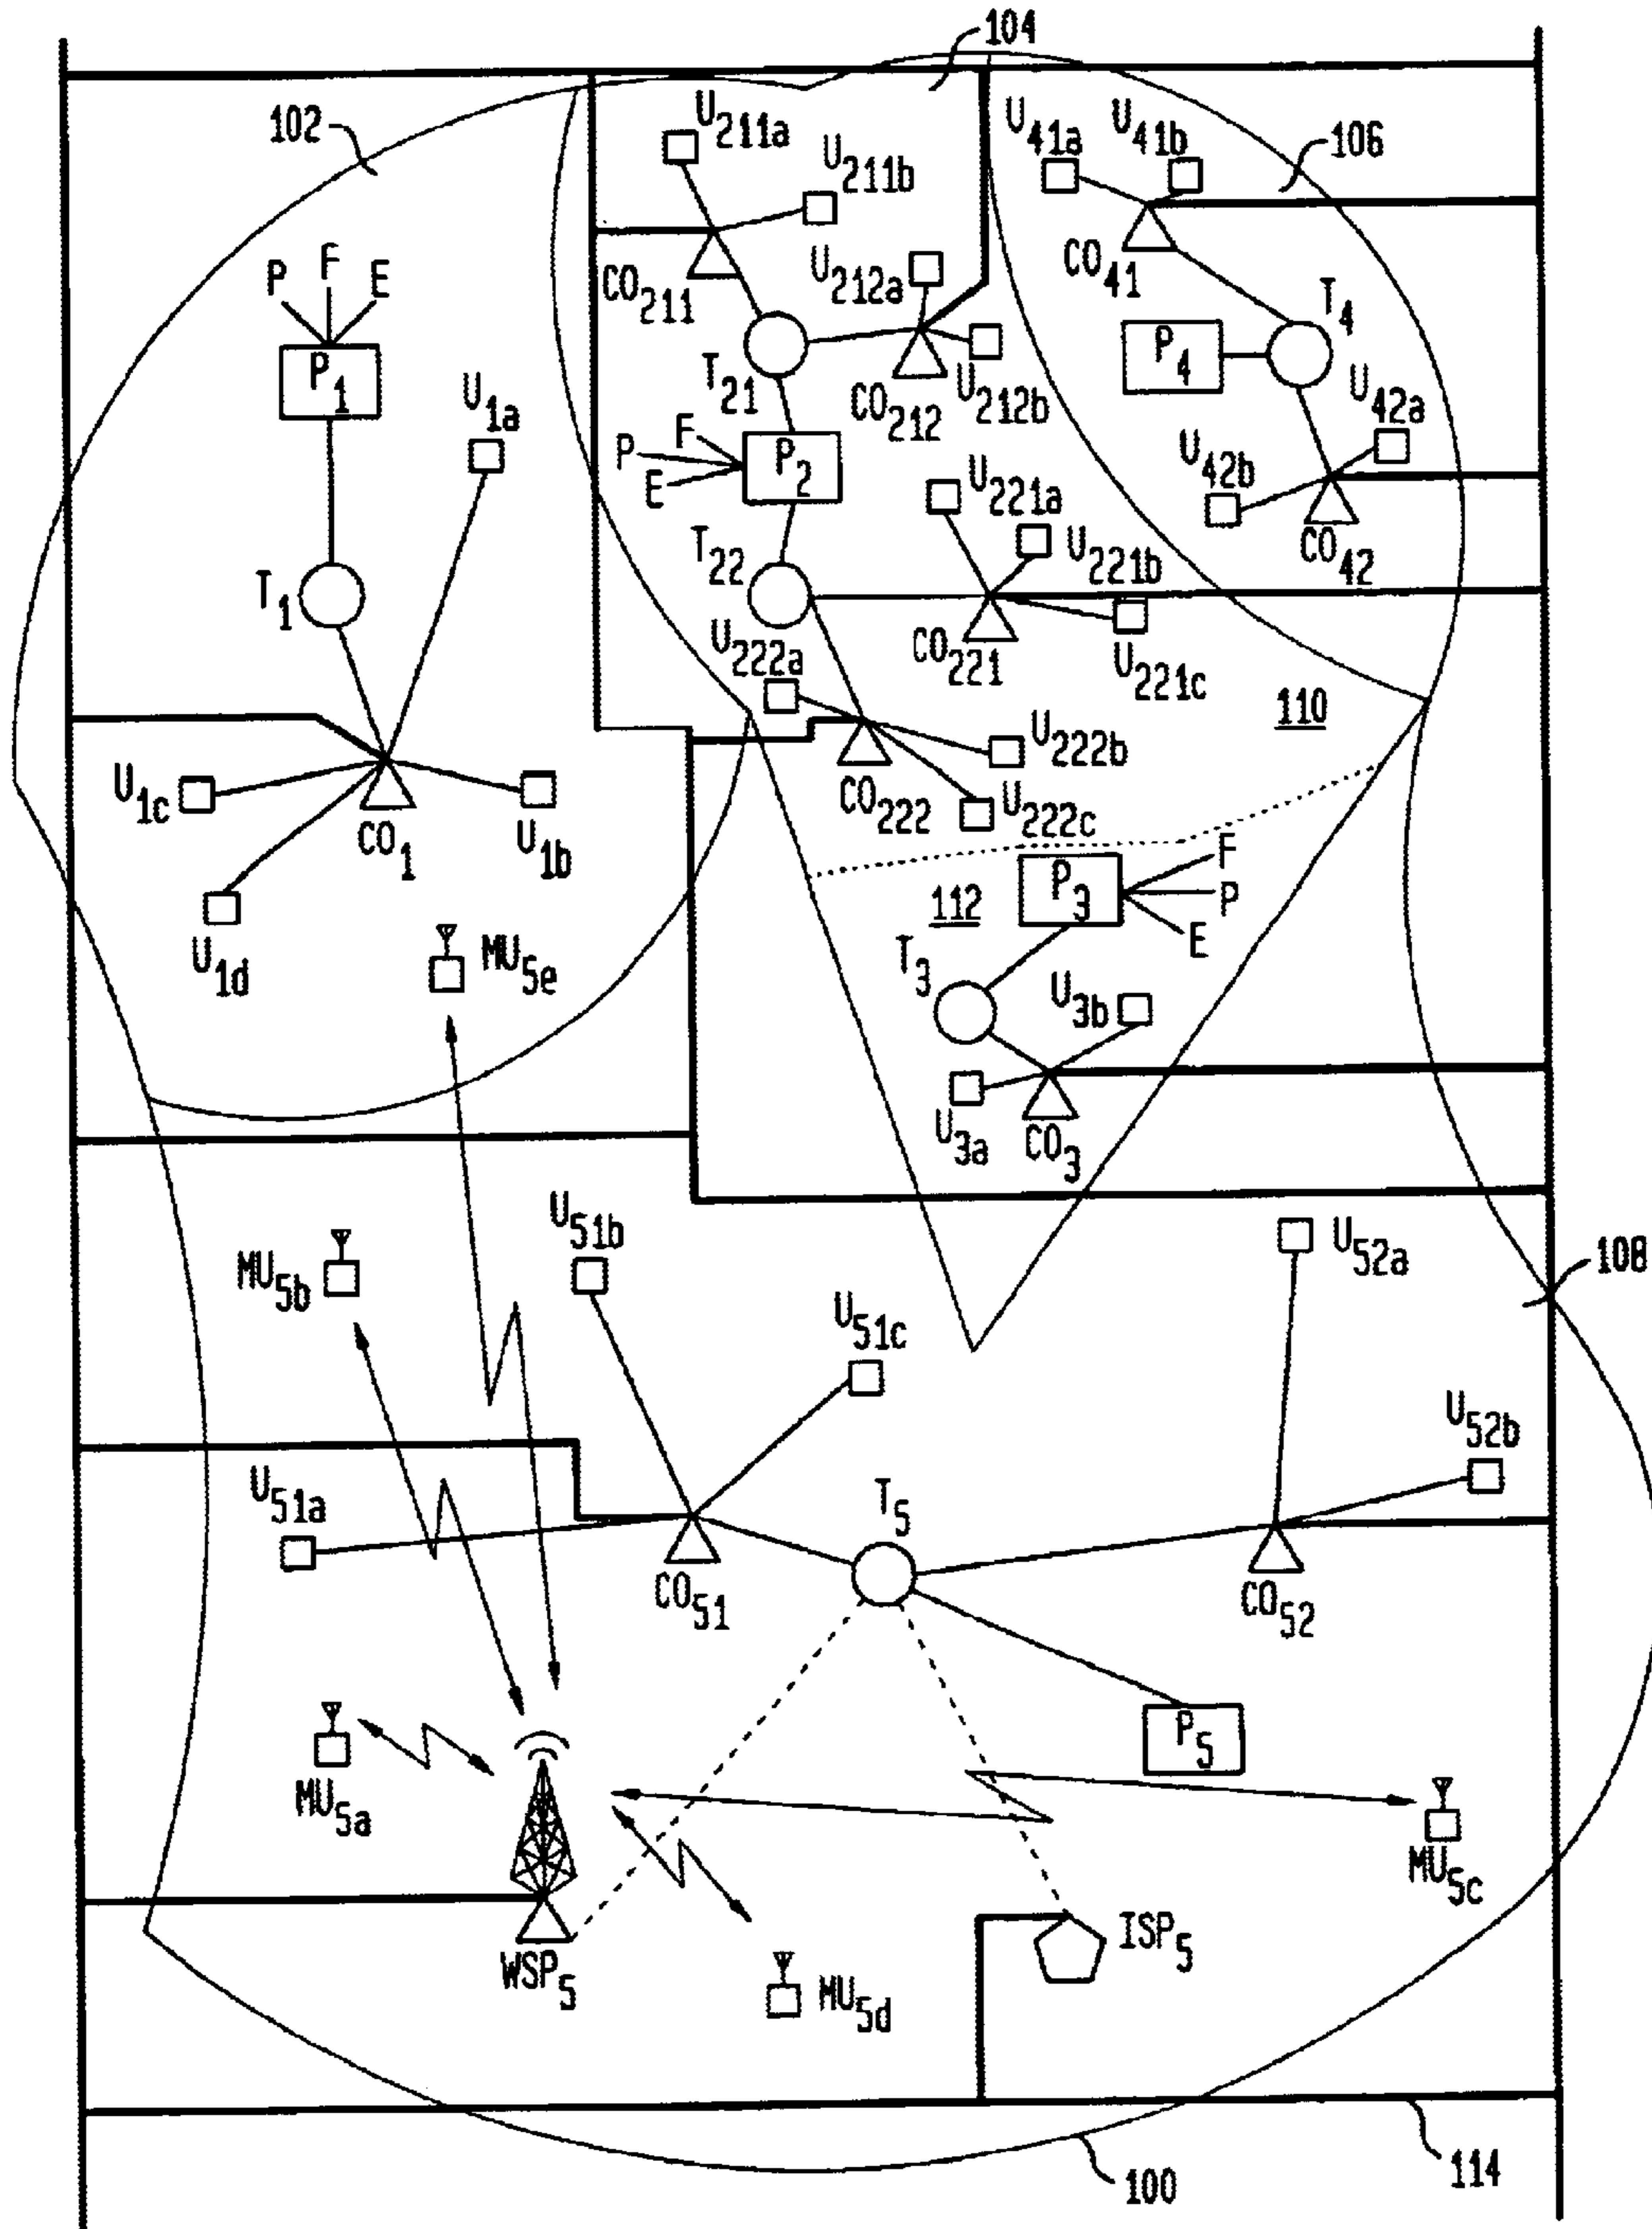 104
102
U211a
U211b
U41a
U41b
106
P
F
E
P1
CO211
U212a
CO41
T4
T21
U212b
P4
U1a
CO212
U42a
F
P
E
P2
U42b
U221a
T22
U221b
CO42
T1
U222a
CO221
U221c
110
U222b
U1c
CO1
U1b
CO222
U222c
U1d
MU5e
112
P3
F
P
E
T3
U3b
U3a
CO3
MU5b
U51b
U52a
108
U51c
U52b
U51a
T5
CO51
CO52
MU5a
P5
MU5c
WSP5
MU5d
ISP5
100
114